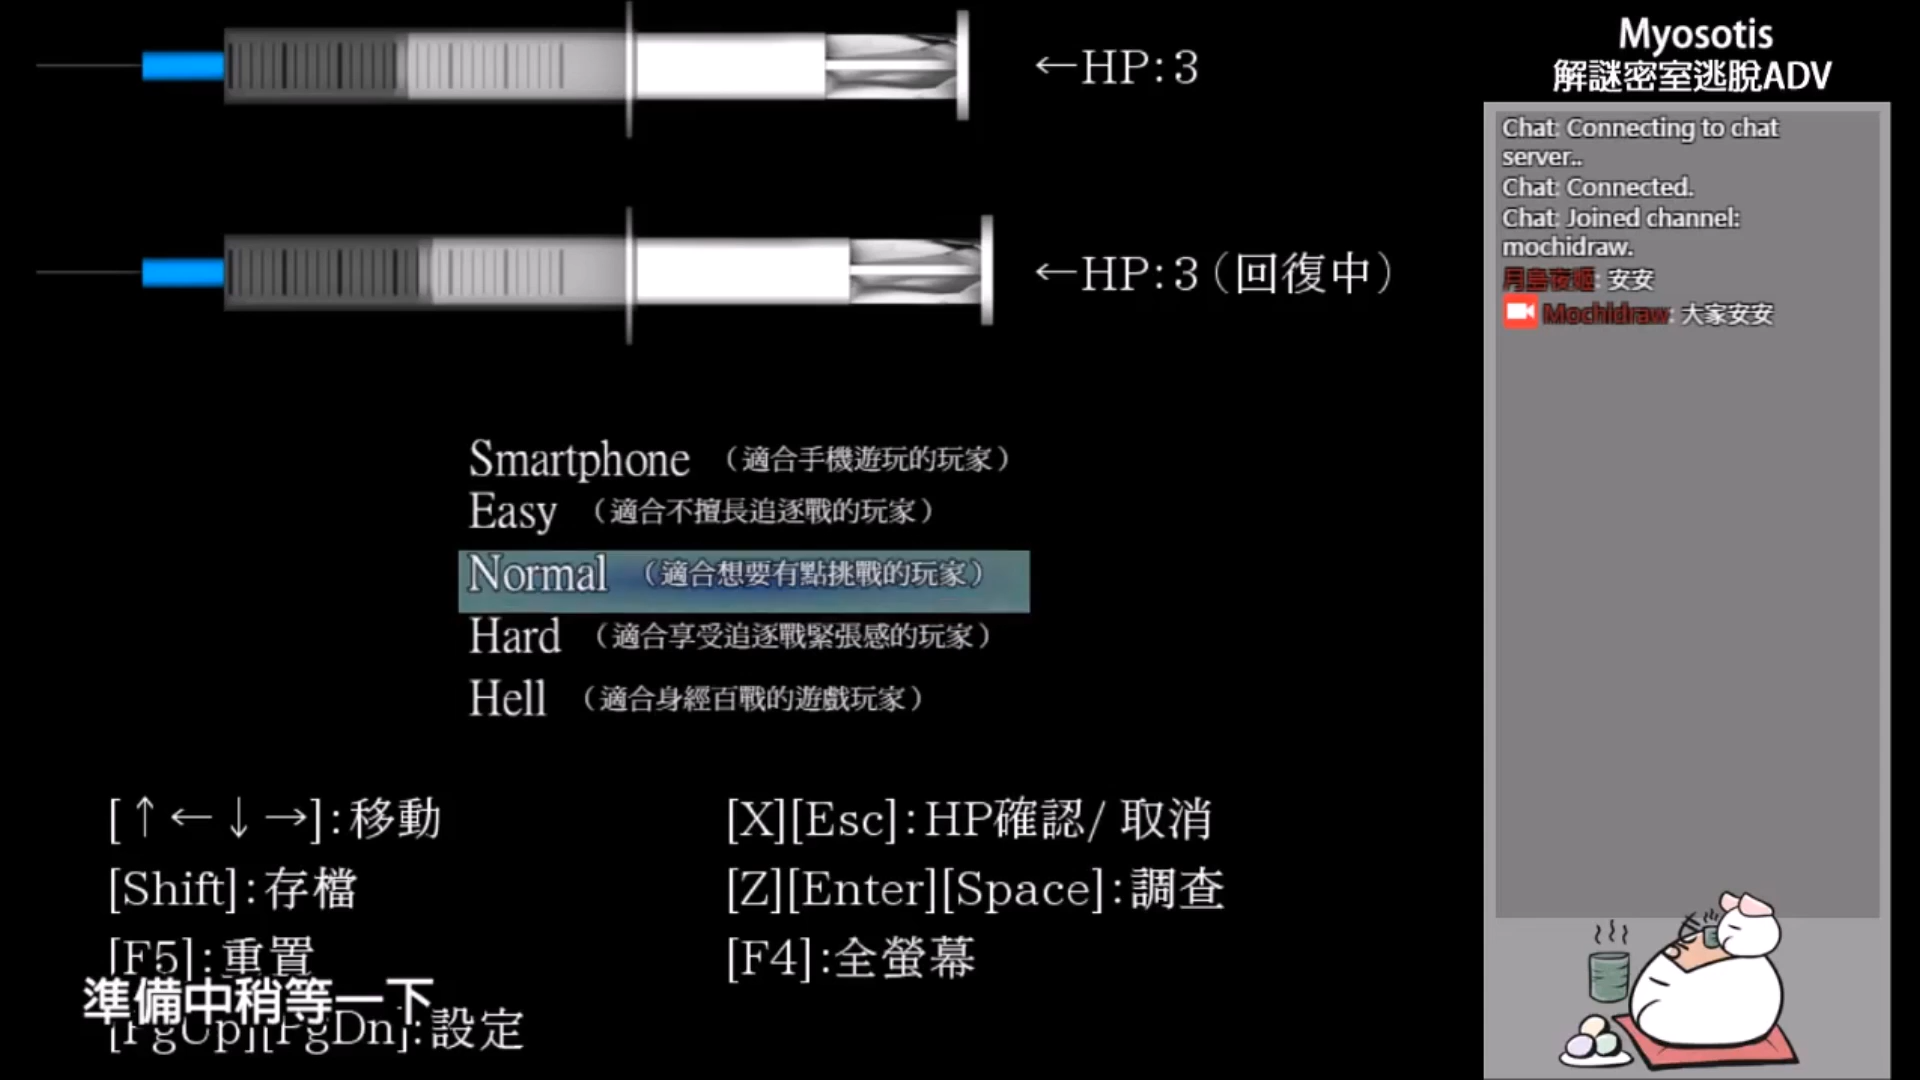 ←HP:3
←HP:3(回復中)
Smartphone (適合手機遊玩的玩家)
Easy (適合不擅長追逐戰的玩家)
Normal (適合想要有點挑戰的玩家)
Hard (適合享受追逐戰緊張感的玩家)
Hell (適合身經百戰的遊戲玩家)
[↑←↓→]:移動
[X][Esc]:HP確認/ 取消
[Shift]:存檔
[Z][Enter][Space]:調查
[F5]:重置
[F4]:全螢幕
準備中稍等一下
[PgUp][PgDn]:設定
Myosotis
解謎密室逃脫ADV
Chat: Connecting to chat
server..
Chat: Connected.
Chat: Joined channel:
mochidraw.
月島夜姬: 安安
Mochidraw: 大家安安